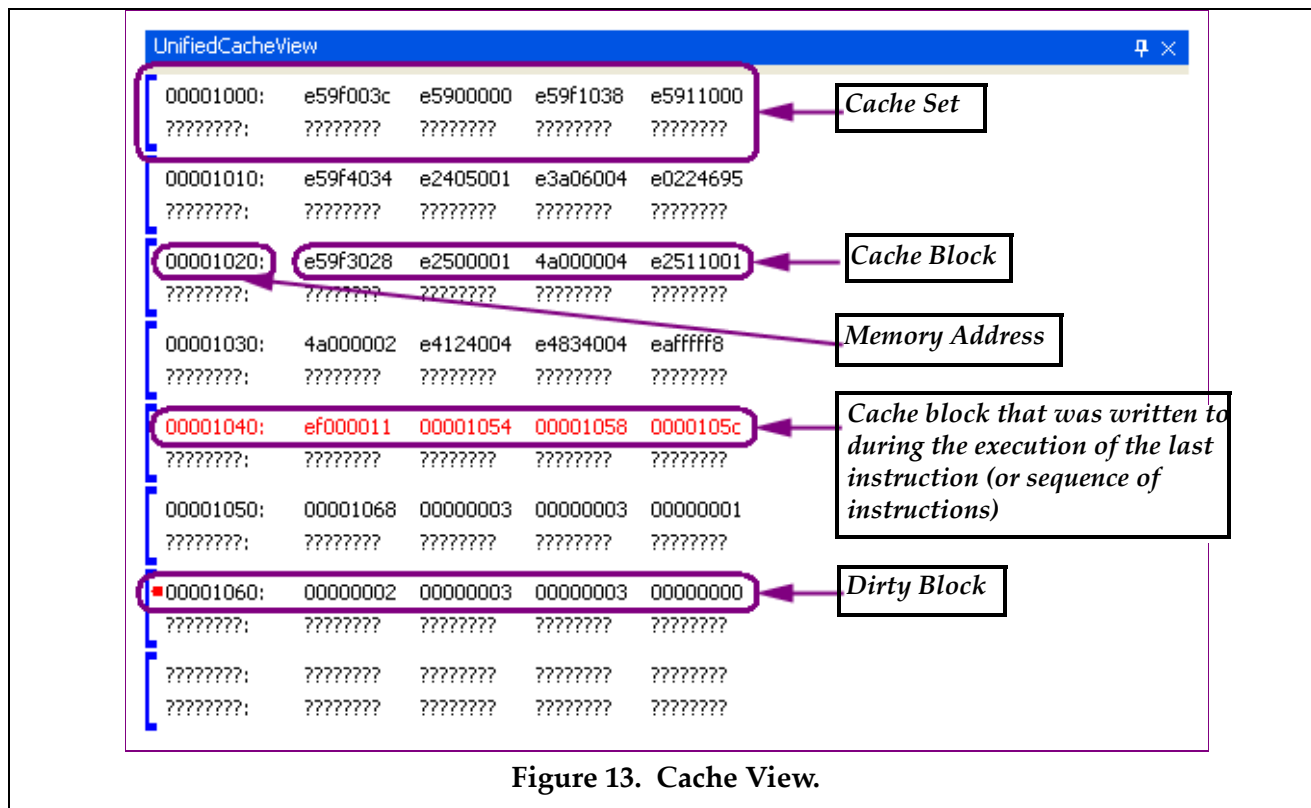 UnifiedCacheView
00001000: e59f003c e5900000 e59f1038 e5911000
????????: ???????? ???????? ???????? ????????
Cache Set
00001010: e59f4034 e2405001 e3a06004 e0224695
????????: ???????? ???????? ???????? ????????
00001020: e59f3028 e2500001 4a000004 e2511001
????????: ???????? ???????? ???????? ????????
Cache Block
00001030: 4a000002 e4124004 e4834004 eafffff8
????????: ???????? ???????? ???????? ????????
Memory Address
00001040: ef000011 00001054 00001058 0000105c
????????: ???????? ???????? ???????? ????????
Cache block that was written to
during the execution of the last
instruction (or sequence of
instructions)
00001050: 00001068 00000003 00000003 00000001
????????: ???????? ???????? ???????? ????????
00001060: 00000002 00000003 00000003 00000000
????????: ???????? ???????? ???????? ????????
Dirty Block
????????: ???????? ???????? ???????? ????????
????????: ???????? ???????? ???????? ????????
Figure 13. Cache View.